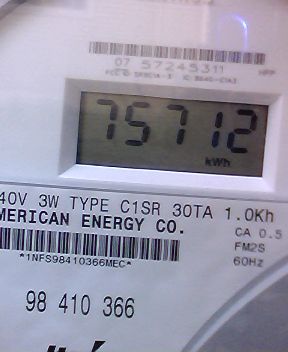 07 57245311
HPP
75712
kWh
40V 3W TYPE C1SR 30TA 1.0Kh
MERICAN ENERGY CO.
CA 0.5
FM2S
60Hz
*1NFS98410366MEC*
98 410 366